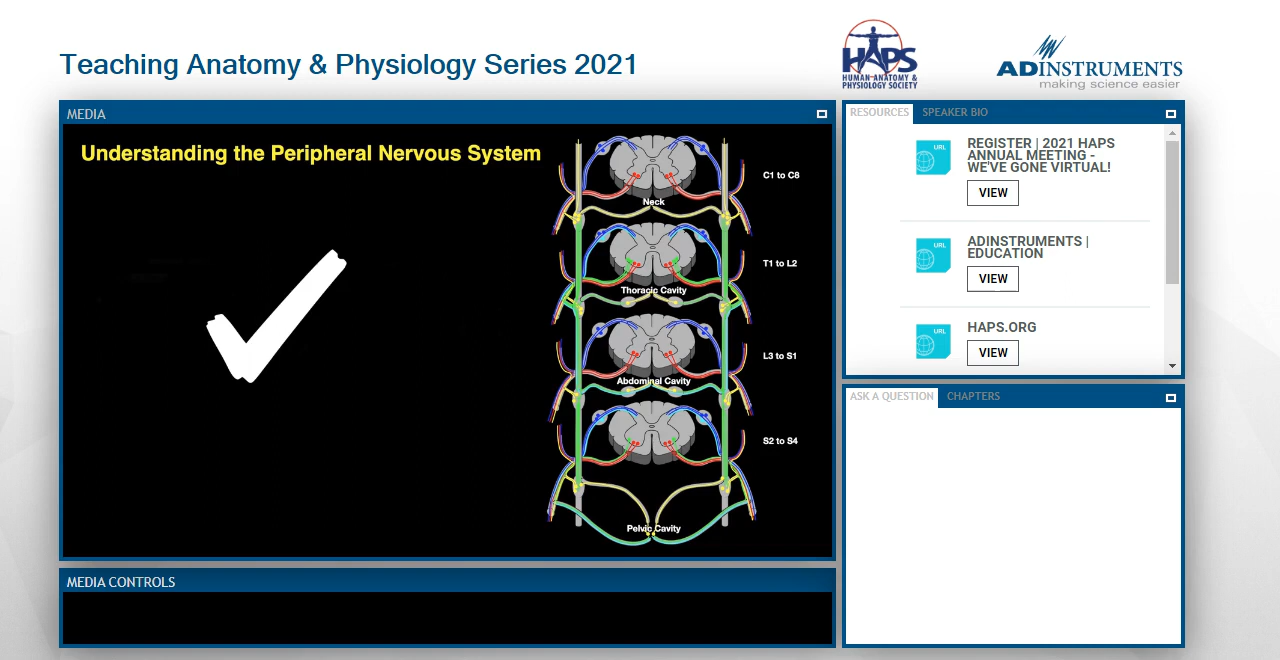 Teaching Anatomy & Physiology Series 2021
HAPS
HUMAN ANATOMY &
PHYSIOLOGY SOCIETY
ADINSTRUMENTS
making science easier
MEDIA
Understanding the Peripheral Nervous System
C1 to C8
Neck
T1 to L2
Thoracic Cavity
L3 to S1
Abdominal Cavity
S2 to S4
Pelvic Cavity
MEDIA CONTROLS
RESOURCES SPEAKER BIO
URL
REGISTER | 2021 HAPS
ANNUAL MEETING -
WE'VE GONE VIRTUAL!
VIEW
URL
ADINSTRUMENTS |
EDUCATION
VIEW
URL
HAPS.ORG
VIEW
ASK A QUESTION CHAPTERS